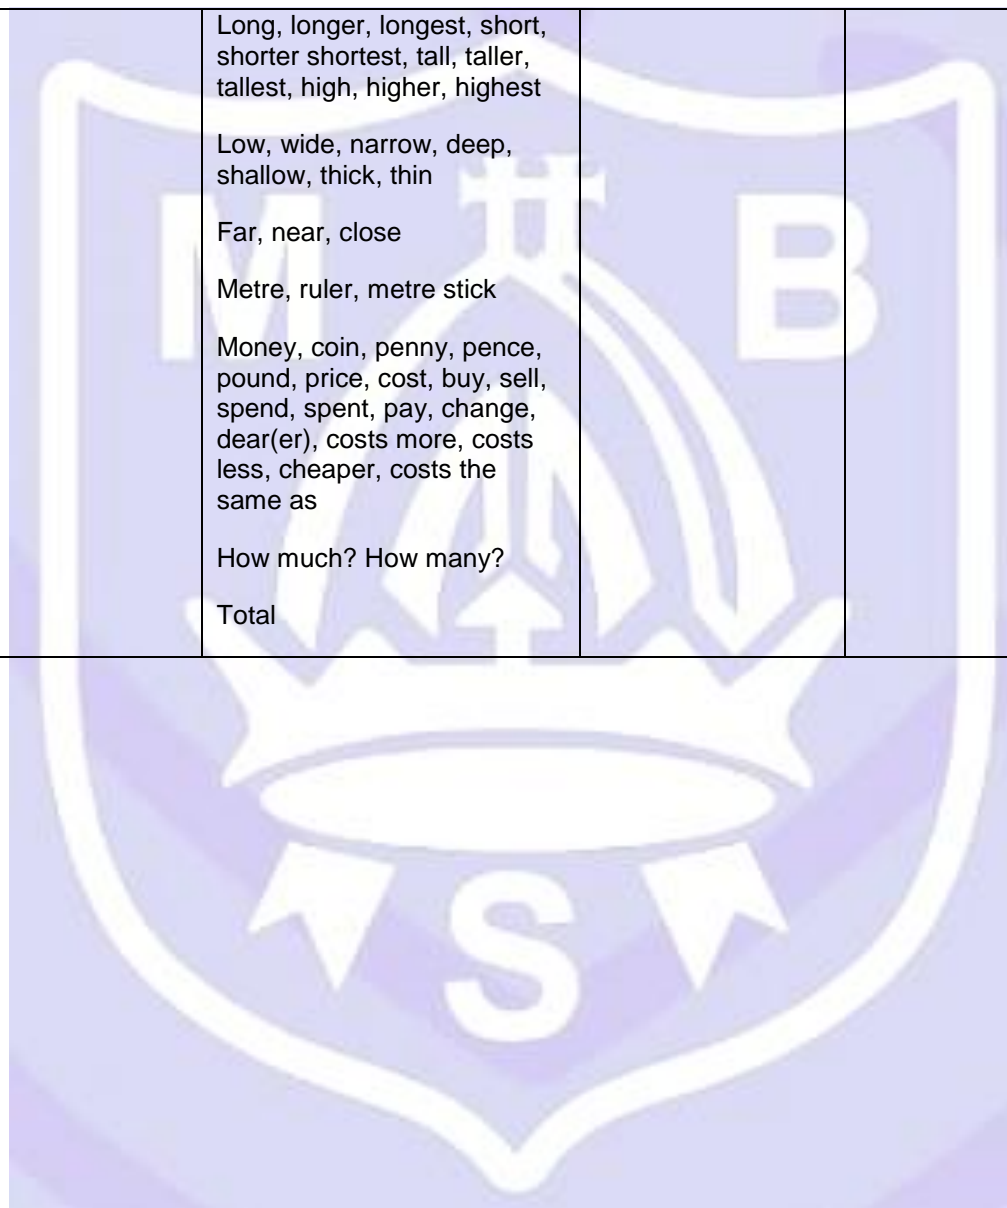 Long, longer, longest, short,
shorter shortest, tall, taller,
tallest, high, higher, highest
Low, wide, narrow, deep,
shallow, thick, thin
Far, near, close
Metre, ruler, metre stick
Money, coin, penny, pence,
pound, price, cost, buy, sell,
spend, spent, pay, change,
dear(er), costs more, costs
less, cheaper, costs the
same as
How much? How many?
Total
M B
S